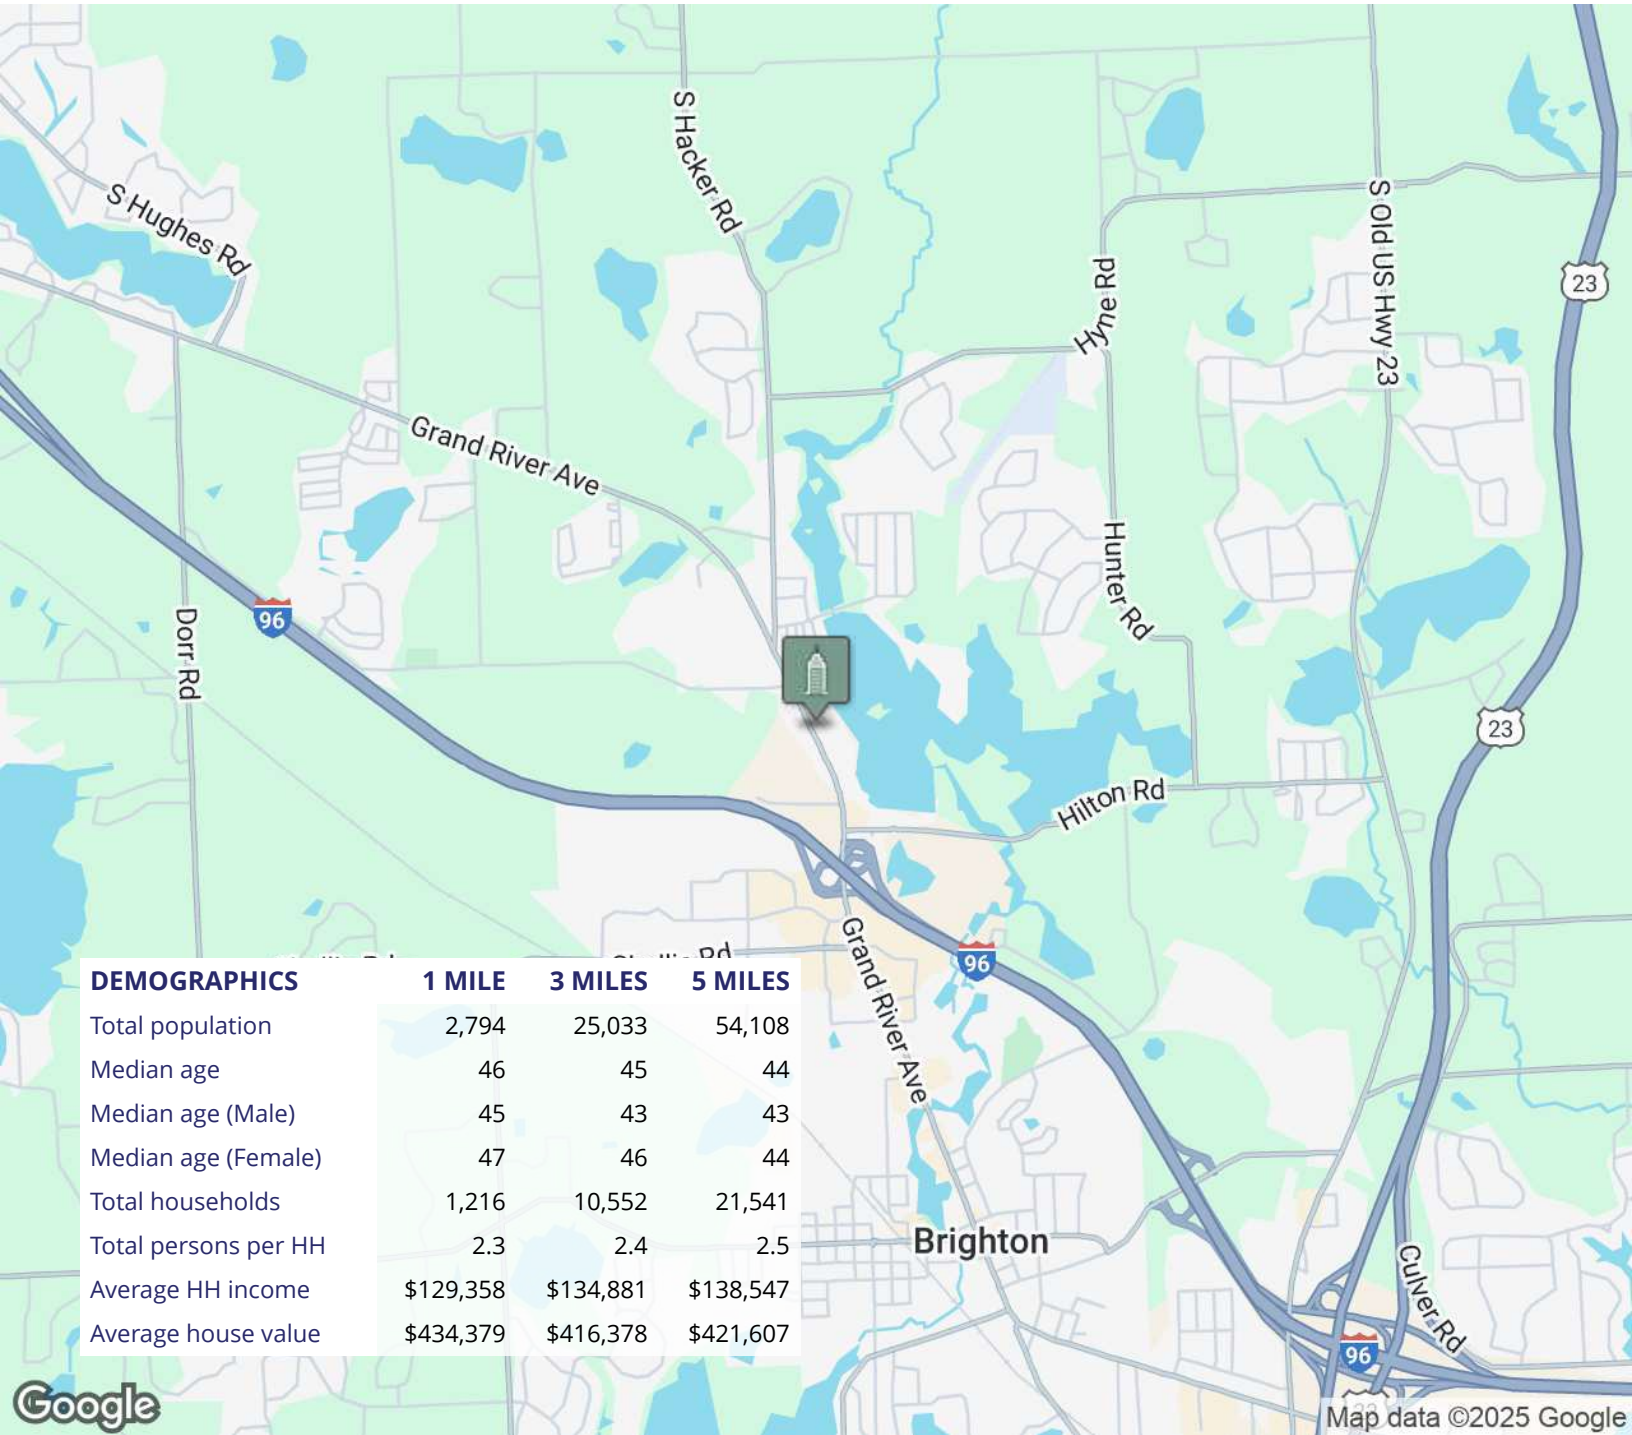 S Hacker Rd
S Hughes Rd
S Old US Hwy 23
Hyne Rd
23
Grand River Ave
Hunter Rd
96
Dorr Rd
23
Hilton Rd
Grand River Ave
Rd
96
DEMOGRAPHICS 1 MILE 3 MILES 5 MILES
Total population 2,794 25,033 54,108
Median age 46 45 44
Median age (Male) 45 43 43
Median age (Female) 47 46 44
Total households 1,216 10,552 21,541
Total persons per HH 2.3 2.4 2.5
Average HH income $129,358 $134,881 $138,547
Average house value $434,379 $416,378 $421,607
Brighton
Culver Rd
96
23
Google
Map data ©2025 Google